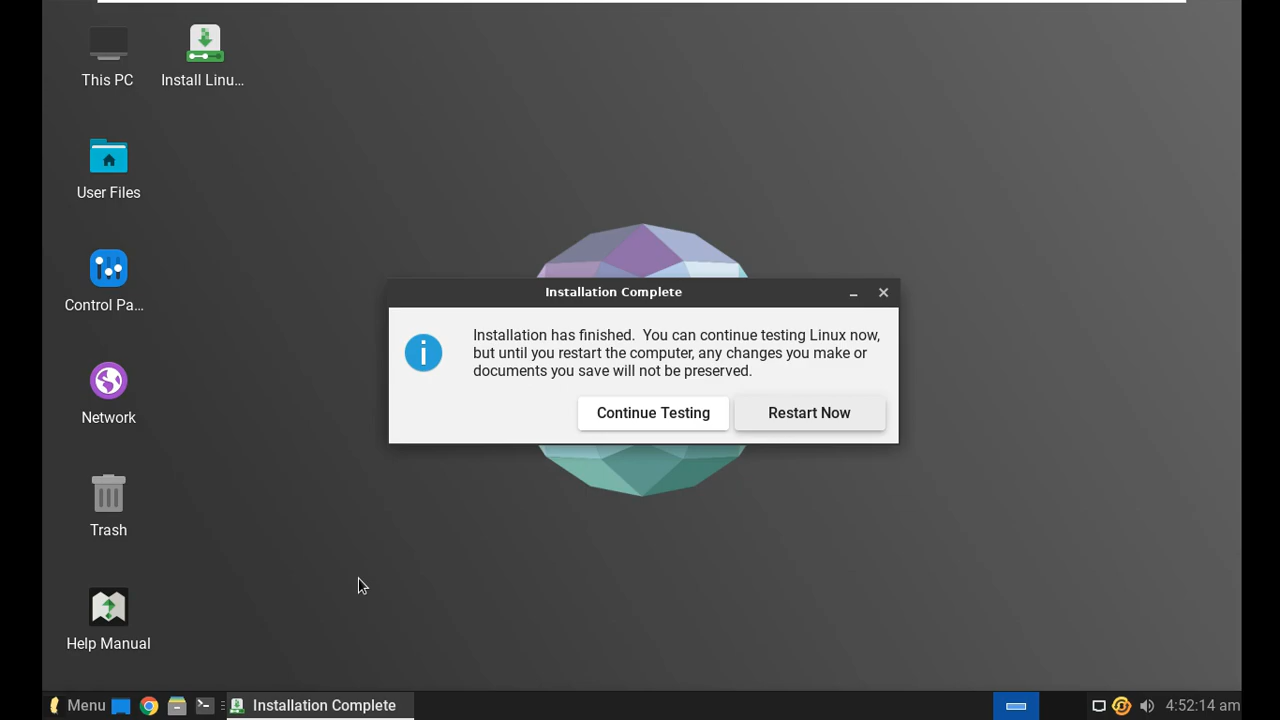 This PC
Install Linu...
User Files
Control Pa...
Network
Trash
Help Manual
Installation Complete
Installation has finished.  You can continue testing Linux now,
but until you restart the computer, any changes you make or
documents you save will not be preserved.
Continue Testing
Restart Now
Menu
Installation Complete
4:52:14 am